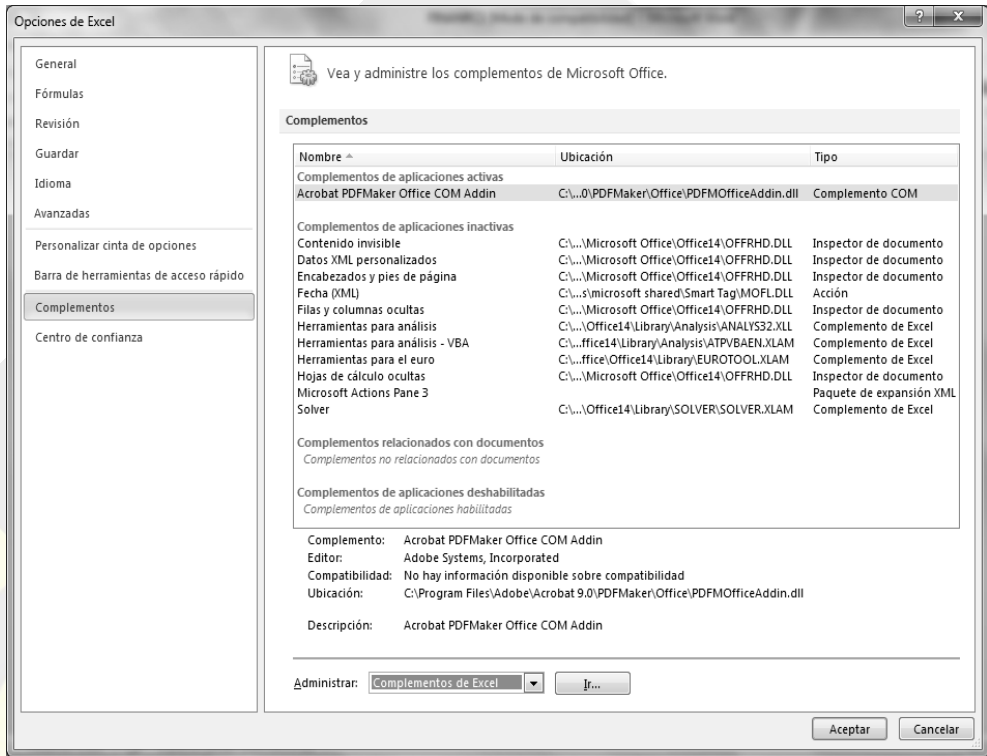 Opciones de Excel
General
Fórmulas
Revisión
Guardar
Idioma
Avanzadas
Personalizar cinta de opciones
Barra de herramientas de acceso rápido
Complementos
Centro de confianza
Vea y administre los complementos de Microsoft Office.
Complementos
Nombre Ubicación Tipo
Complementos de aplicaciones activas
Acrobat PDFMaker Office COM Addin C:\...0\PDFMaker\Office\PDFMOfficeAddin.dll Complemento COM
Complementos de aplicaciones inactivas
Contenido invisible C:\...\Microsoft Office\Office14\OFFRHD.DLL Inspector de documento
Datos XML personalizados C:\...\Microsoft Office\Office14\OFFRHD.DLL Inspector de documento
Encabezados y pies de página C:\...\Microsoft Office\Office14\OFFRHD.DLL Inspector de documento
Fecha (XML) C:\...s\microsoft shared\Smart Tag\MOFL.DLL Acción
Filas y columnas ocultas C:\...\Microsoft Office\Office14\OFFRHD.DLL Inspector de documento
Herramientas para análisis C:\...\Office14\Library\Analysis\ANALYS32.XLL Complemento de Excel
Herramientas para análisis - VBA C:\...ffice14\Library\Analysis\ATPVBAEN.XLAM Complemento de Excel
Herramientas para el euro C:\...ffice\Office14\Library\EUROTOOL.XLAM Complemento de Excel
Hojas de cálculo ocultas C:\...\Microsoft Office\Office14\OFFRHD.DLL Inspector de documento
Microsoft Actions Pane 3 Paquete de expansión XML
Solver C:\...\Office14\Library\SOLVER\SOLVER.XLAM Complemento de Excel
Complementos relacionados con documentos
Complementos no relacionados con documentos
Complementos de aplicaciones deshabilitadas
Complementos de aplicaciones habilitadas
Complemento: Acrobat PDFMaker Office COM Addin
Editor: Adobe Systems, Incorporated
Compatibilidad: No hay información disponible sobre compatibilidad
Ubicación: C:\Program Files\Adobe\Acrobat 9.0\PDFMaker\Office\PDFMOfficeAddin.dll
Descripción: Acrobat PDFMaker Office COM Addin
Administrar: Complementos de Excel Ir...
Aceptar Cancelar